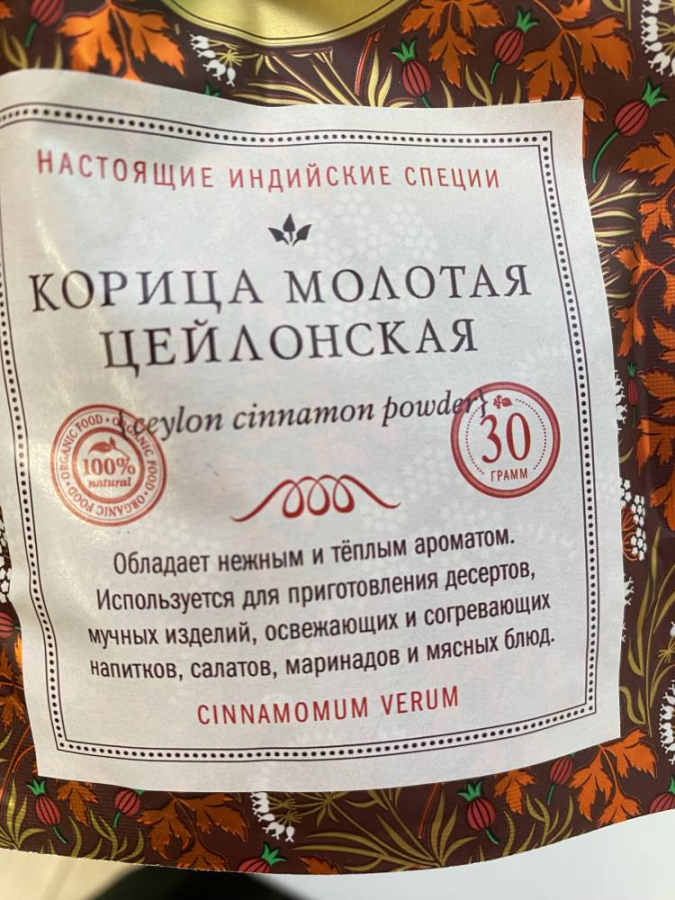 НАСТОЯЩИЕ ИНДИЙСКИЕ СПЕЦИИ
КОРИЦА МОЛОТАЯ
ЦЕЙЛОНСКАЯ
{ceylon cinnamon powder}
ORGANIC FOOD · ORGANIC FOOD · ORGANIC FOOD ·
100%
natural
30
ГРАММ
Обладает нежным и тёплым ароматом.
Используется для приготовления десертов,
мучных изделий, освежающих и согревающих
напитков, салатов, маринадов и мясных блюд.
CINNAMOMUM VERUM